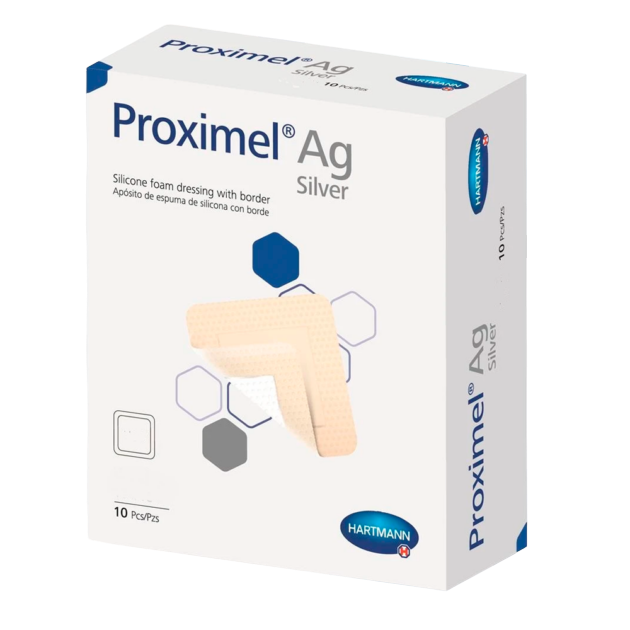 Proximel® Ag
Silver
HARTMANN
10 Pcs/Pzs
Proximel® Ag
Silver
Silicone foam dressing with border
Apósito de espuma de silicona con borde
10 Pcs/Pzs
HARTMANN
HARTMANN
10 Pcs/Pzs
Proximel® Ag
Silver